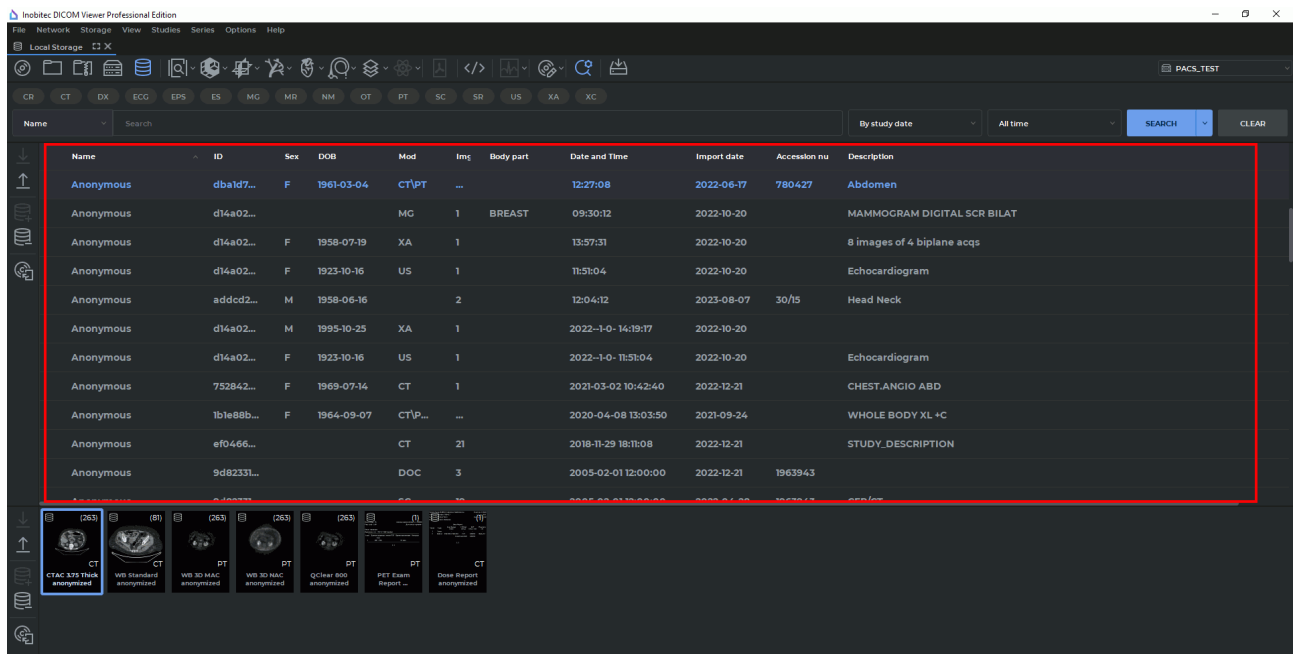 Inobitec DICOM Viewer Professional Edition
File Network Storage View Studies Series Options Help
Local Storage
PACS_TEST
CR CT DX ECG EPS ES MG MR NM OT PT SC SR US XA XC
Name Search By study date All time SEARCH CLEAR
Name ID Sex DOB Mod Img Body part Date and Time Import date Accession nu Description
Anonymous dba1d7... F 1961-03-04 CT\PT ... 12:27:08 2022-06-17 780427 Abdomen
Anonymous d14a02... MG 1 BREAST 09:30:12 2022-10-20 MAMMOGRAM DIGITAL SCR BILAT
Anonymous d14a02... F 1958-07-19 XA 1 13:57:31 2022-10-20 8 images of 4 biplane acqs
Anonymous d14a02... F 1923-10-16 US 1 11:51:04 2022-10-20 Echocardiogram
Anonymous addcd2... M 1958-06-16 2 12:04:12 2023-08-07 30/15 Head Neck
Anonymous d14a02... M 1995-10-25 XA 1 2022--1-0- 14:19:17 2022-10-20
Anonymous d14a02... F 1923-10-16 US 1 2022--1-0- 11:51:04 2022-10-20 Echocardiogram
Anonymous 752842... F 1969-07-14 CT 1 2021-03-02 10:42:40 2022-12-21 CHEST.ANGIO ABD
Anonymous 1b1e88b... F 1964-09-07 CT\P... ... 2020-04-08 13:03:50 2021-09-24 WHOLE BODY XL +C
Anonymous ef0466... CT 21 2018-11-29 18:11:08 2022-12-21 STUDY_DESCRIPTION
Anonymous 9d82331... DOC 3 2005-02-01 12:00:00 2022-12-21 1963943
(263) (81) (263) (263) (263) (1) (1)
CT CT PT PT PT PT CT
CTAC 3.75 Thick WB Standard WB 3D MAC WB 3D NAC QClear 800 PET Exam Dose Report
anonymized anonymized anonymized anonymized anonymized Report ... anonymized